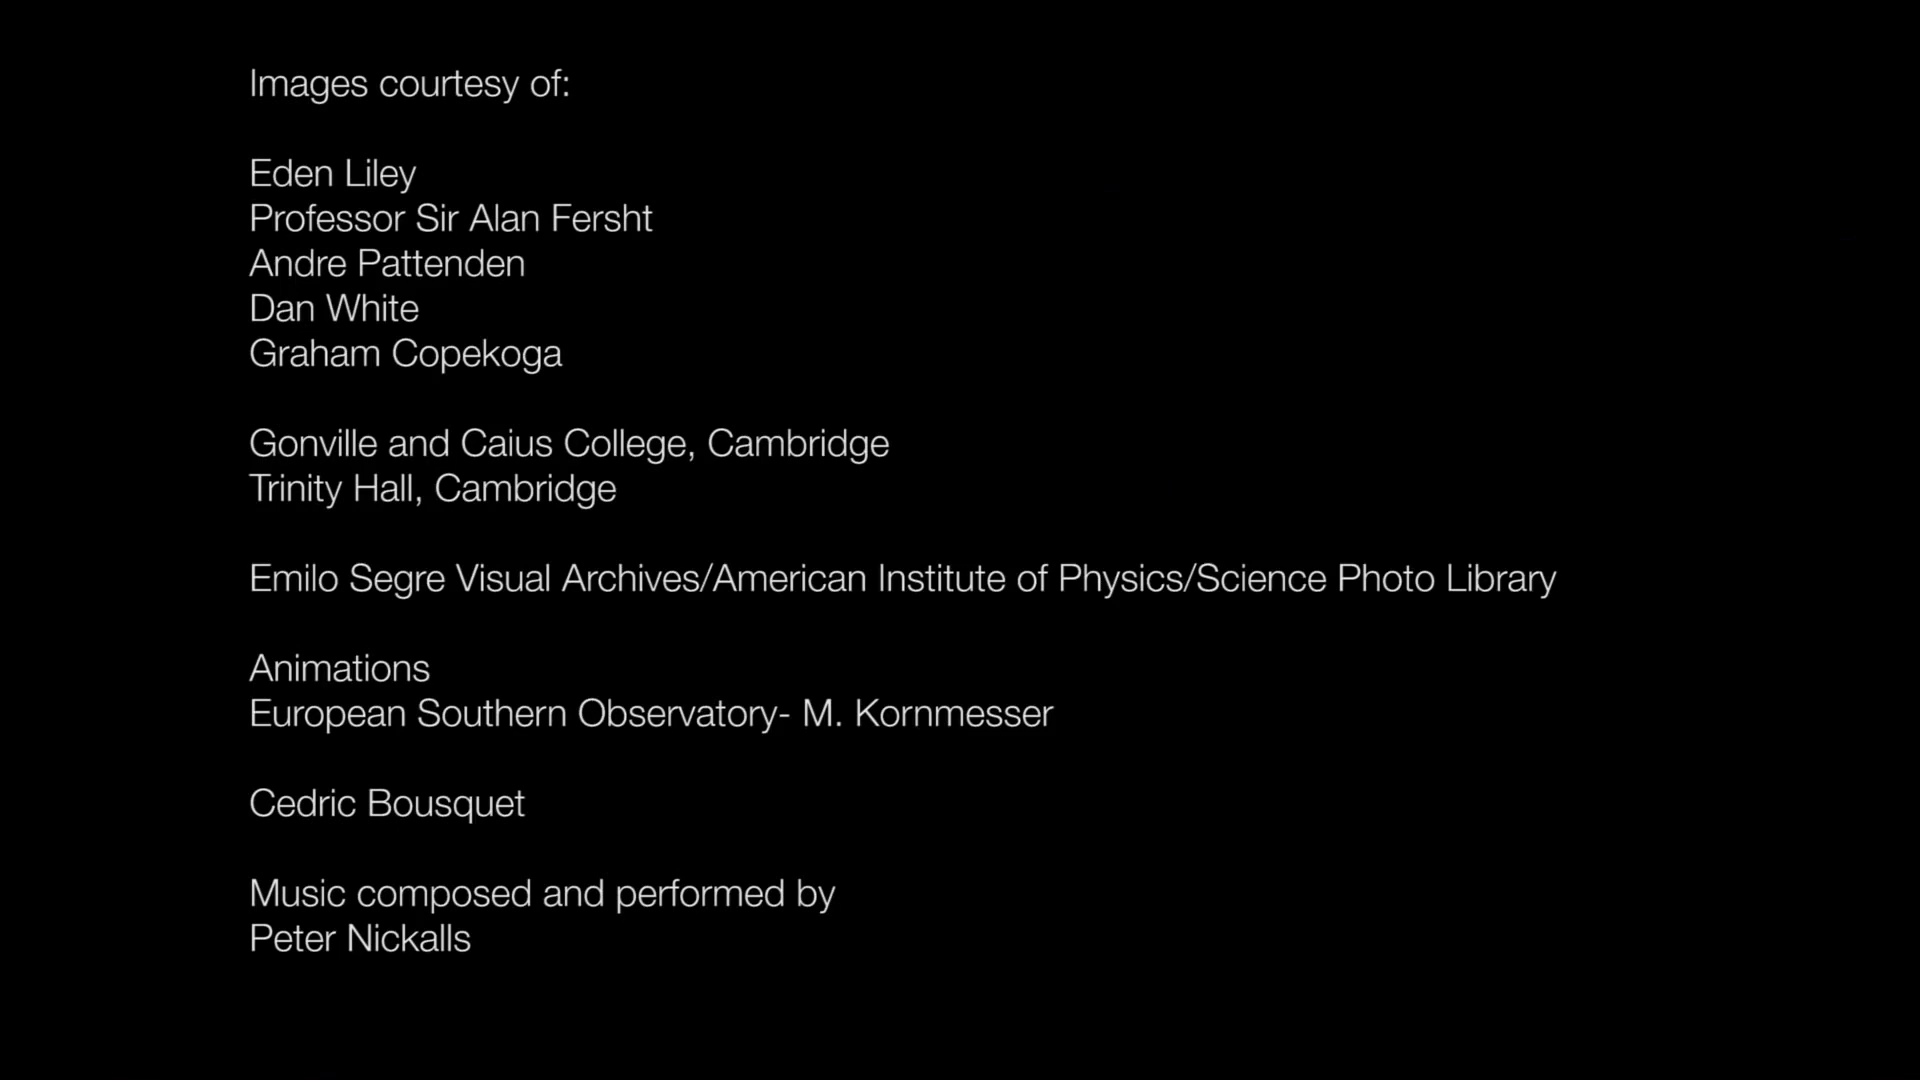 Images courtesy of:
Eden Liley
Professor Sir Alan Fersht
Andre Pattenden
Dan White
Graham Copekoga
Gonville and Caius College, Cambridge
Trinity Hall, Cambridge
Emilo Segre Visual Archives/American Institute of Physics/Science Photo Library
Animations
European Southern Observatory- M. Kornmesser
Cedric Bousquet
Music composed and performed by
Peter Nickalls